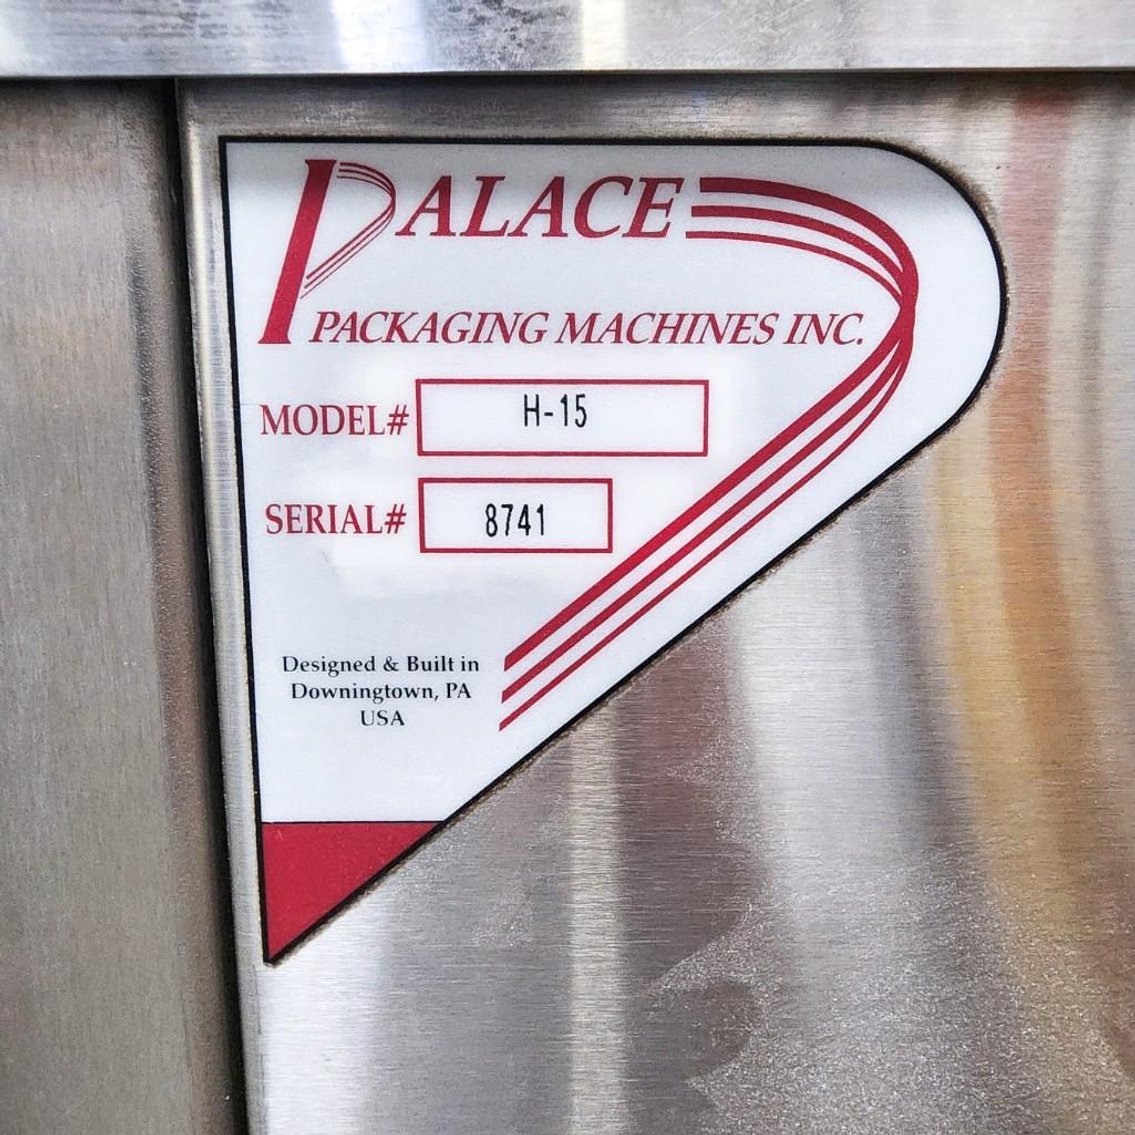 PALACE
PACKAGING MACHINES INC.
MODEL# H-15
SERIAL# 8741
Designed & Built in
Downingtown, PA
USA